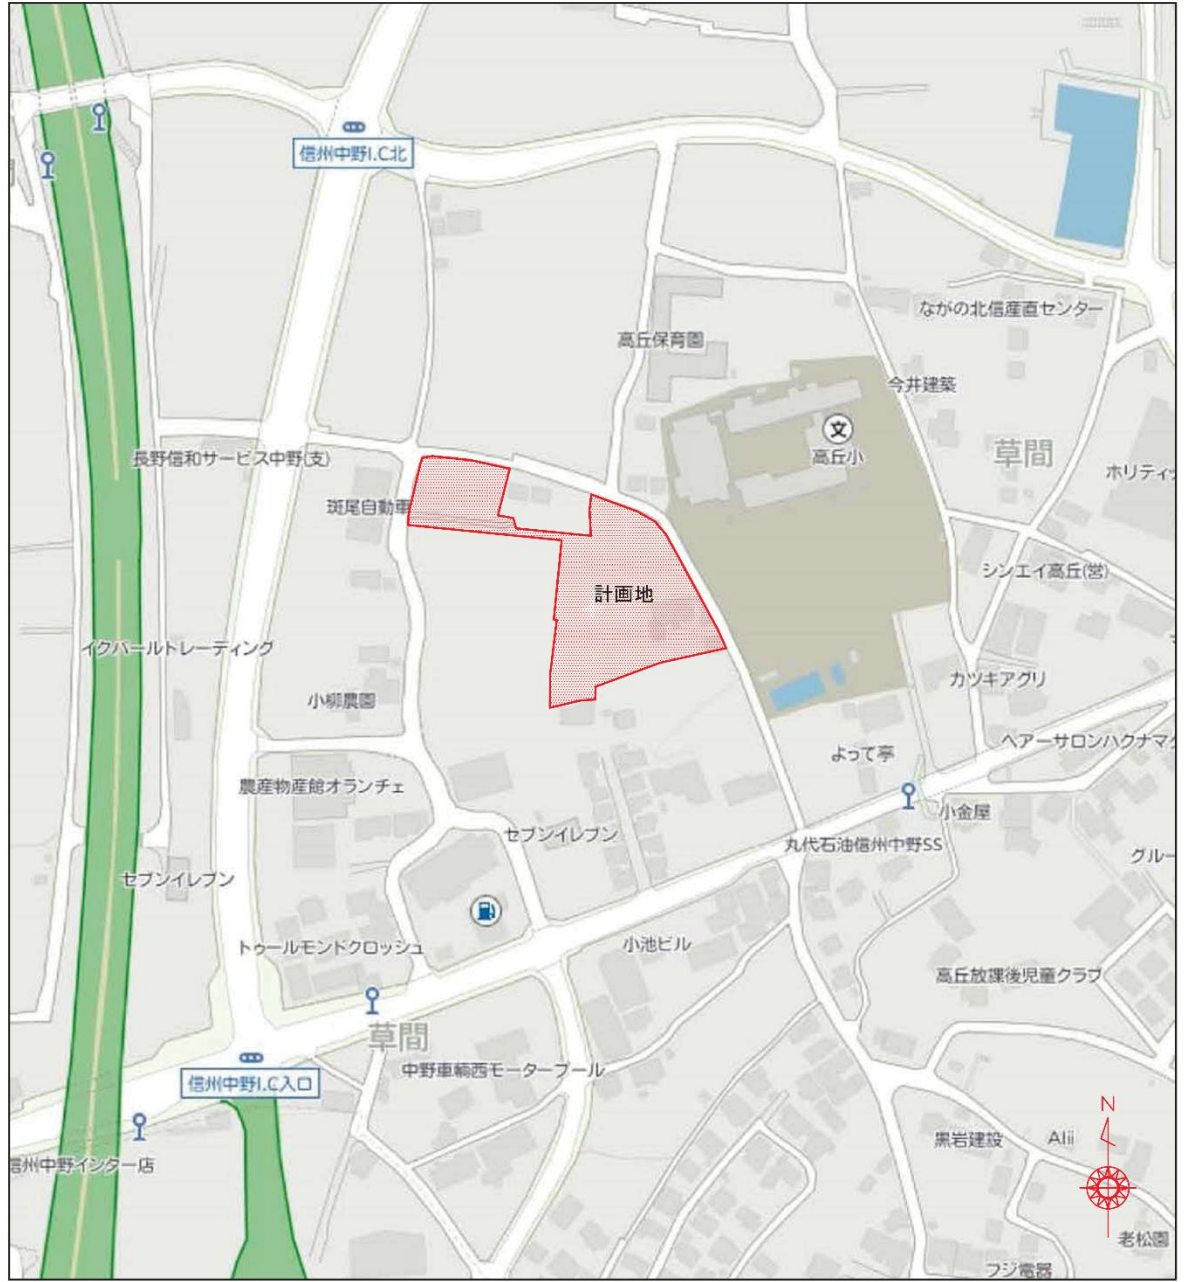 信州中野I.C北
ながの北信産直センター
高丘保育園
今井建築
文
高丘小
草間
長野信和サービス中野(支)
ホリティッ
斑尾自動車
シンエイ高丘(営)
計画地
イクバールトレーディング
カツキアグリ
小柳農園
ヘアーサロンハクナマタ
よって亭
農産物産館オランチェ
小金屋
セブンイレブン
丸代石油信州中野SS
グルー
セブンイレブン
トゥールモンドクロッシュ
小池ビル
高丘放課後児童クラブ
草間
中野車輌西モータープール
信州中野I.C入口
N
黒岩建設
Alii
信州中野インター店
老松園
フジ電器